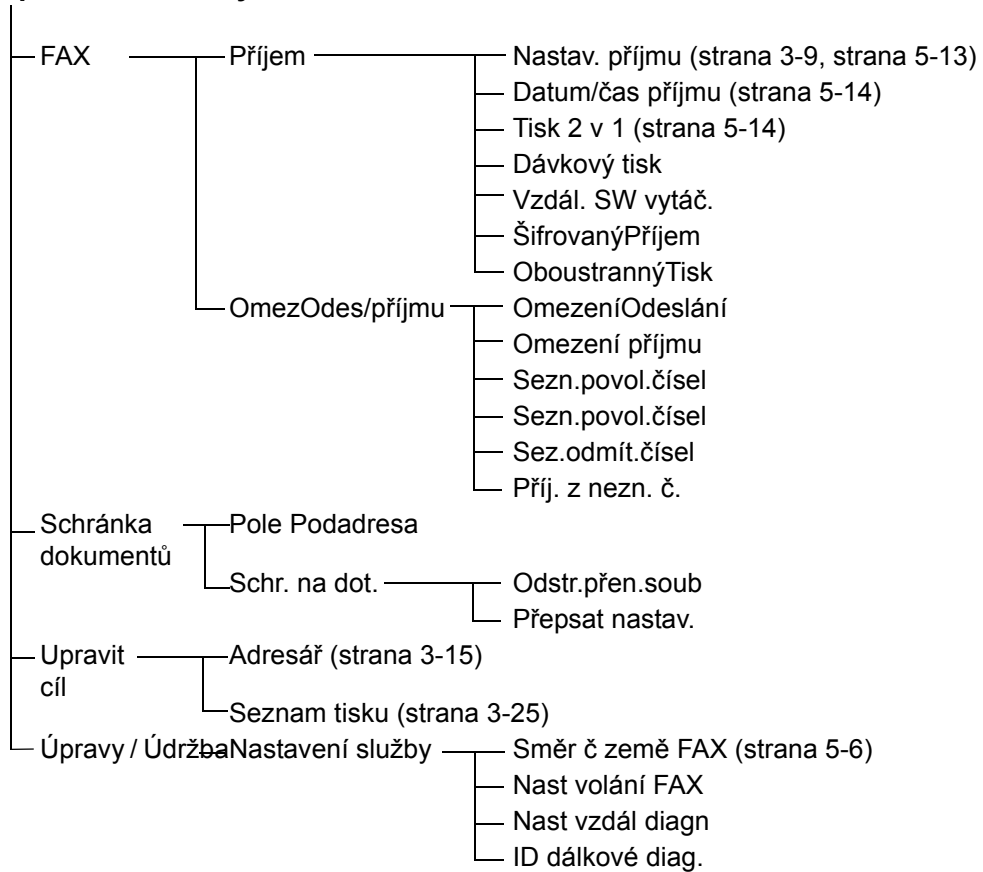 FAX Příjem Nastav. příjmu (strana 3-9, strana 5-13)
Datum/čas příjmu (strana 5-14)
Tisk 2 v 1 (strana 5-14)
Dávkový tisk
Vzdál. SW vytáč.
ŠifrovanýPříjem
OboustrannýTisk
OmezOdes/příjmu OmezeníOdeslání
Omezení příjmu
Sezn.povol.čísel
Sezn.povol.čísel
Sez.odmít.čísel
Příj. z nezn. č.
Schránka Pole Podadresa
dokumentů
Schr. na dot. Odstr.přen.soub
Přepsat nastav.
Upravit Adresář (strana 3-15)
cíl
Seznam tisku (strana 3-25)
Úpravy / Údržba Nastavení služby Směr č země FAX (strana 5-6)
Nast volání FAX
Nast vzdál diagn
ID dálkové diag.